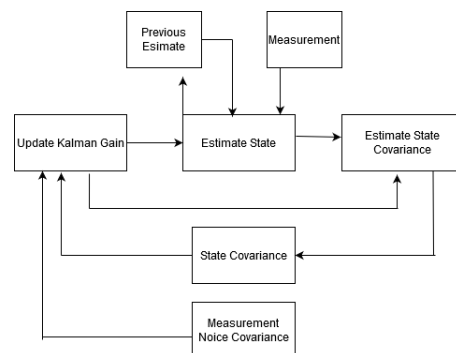 Previous
Esimate
Measurement
Update Kalman Gain
Estimate State
Estimate State
Covariance
State Covariance
Measurement
Noice Covariance